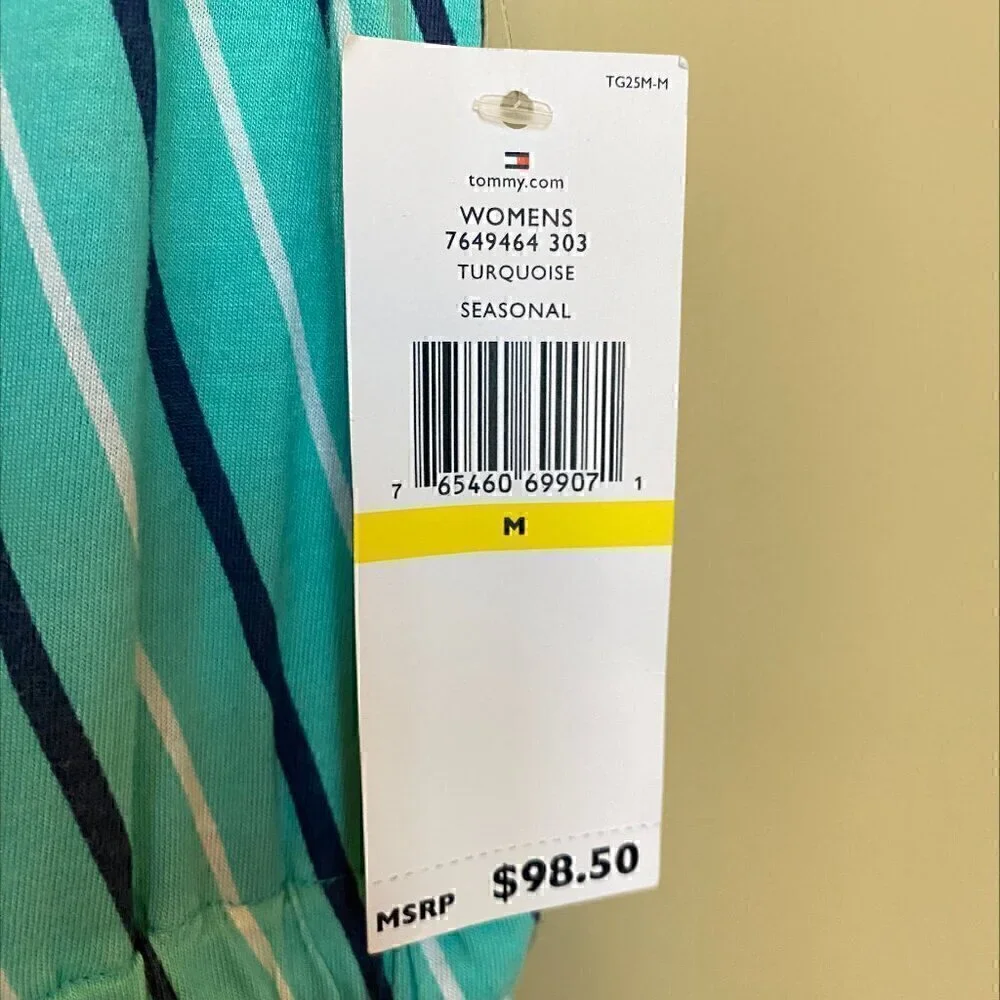 TG25M-M
tommy.com
WOMENS
7649464 303
TURQUOISE
SEASONAL
7 65460 69907 1
M
MSRP $98.50